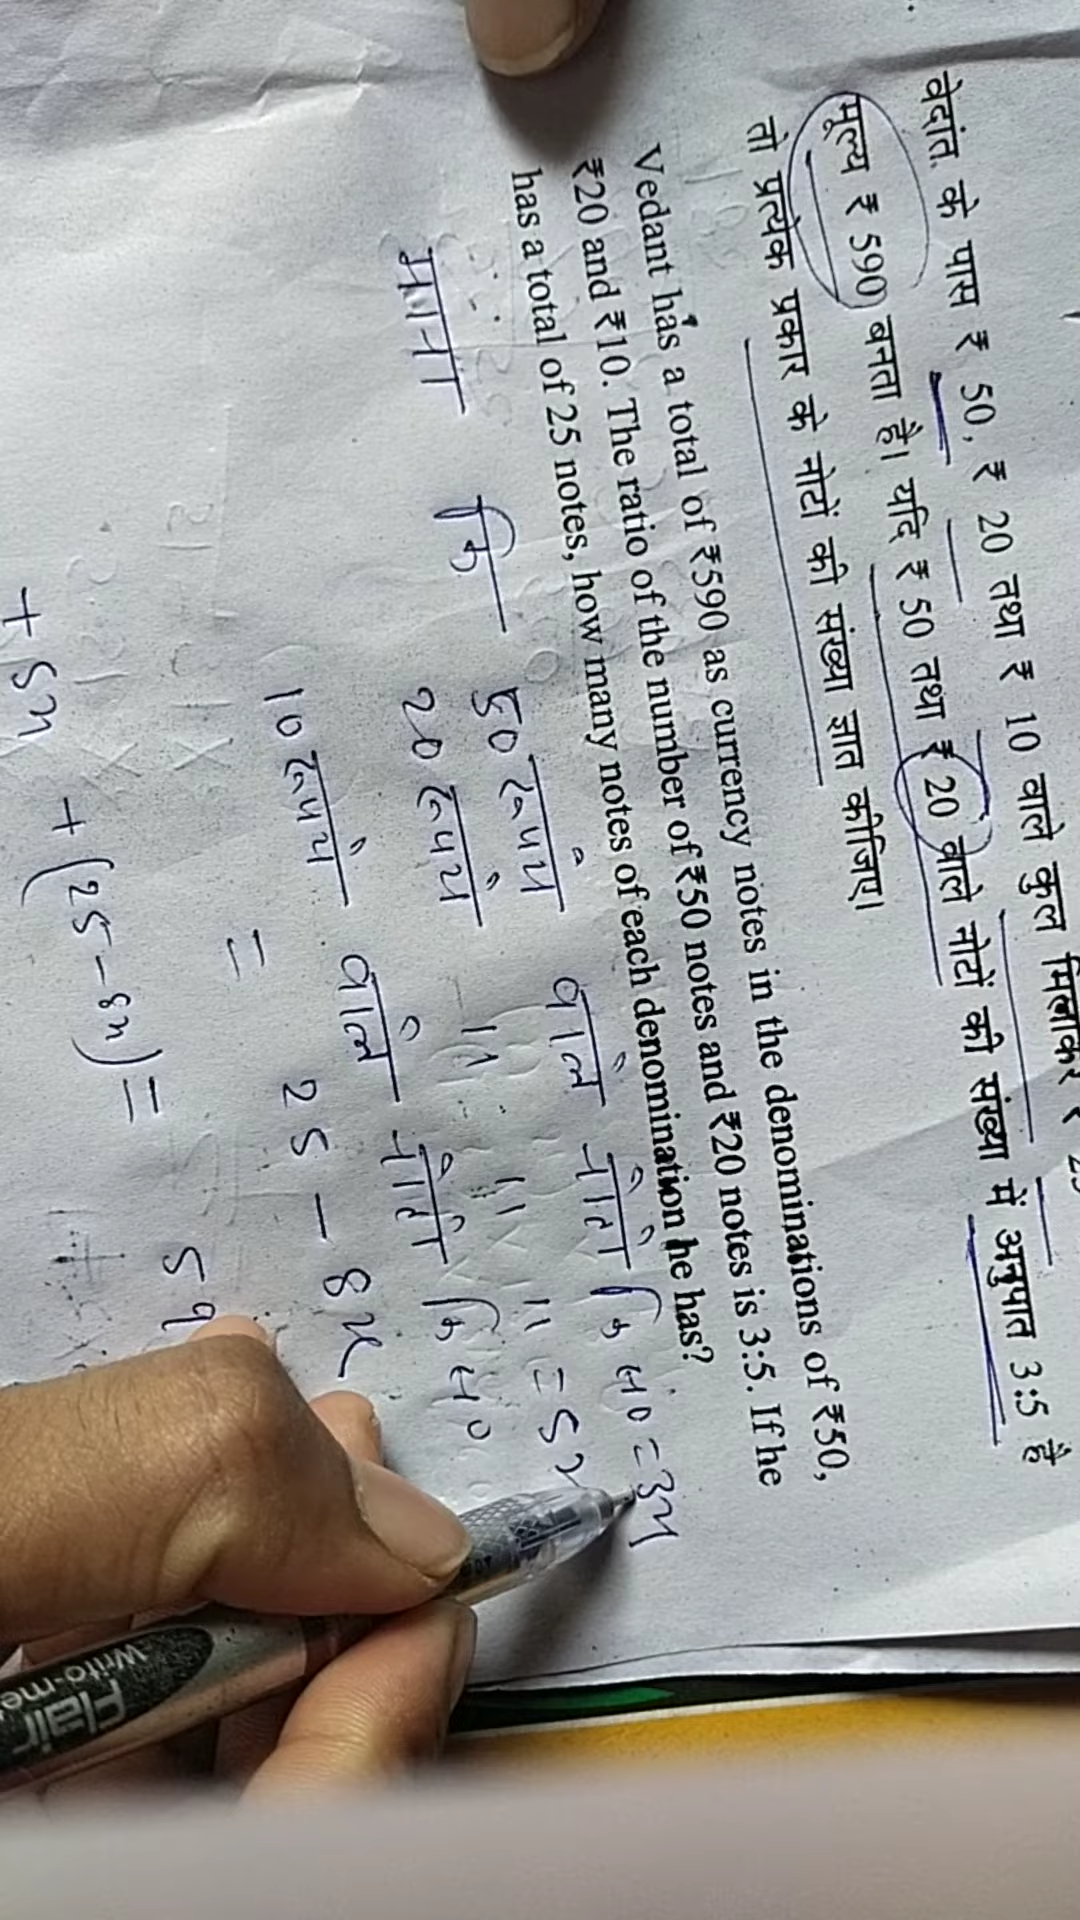 वेदांत के पास ₹ 50, ₹ 20 तथा ₹ 10 वाले कुल मिलाकर ₹ 25
मूल्य ₹ 590 बनता है। यदि ₹ 50 तथा ₹ 20 वाले नोटों की संख्या में अनुपात 3:5 है
तो प्रत्येक प्रकार के नोटों की संख्या ज्ञात कीजिए।
Vedant has a total of ₹590 as currency notes in the denominations of ₹50,
₹20 and ₹10. The ratio of the number of ₹50 notes and ₹20 notes is 3:5. If he
has a total of 25 notes, how many notes of each denomination he has?
माना कि 50 रुपये वाले नोटों कि सं० = 3x
20 रुपये " " " = 5x
10 रुपये वाले नोटों कि सं०
= 25 - 8x
+ 5x + (25 - 8x) = 59
Flair
Writo-me